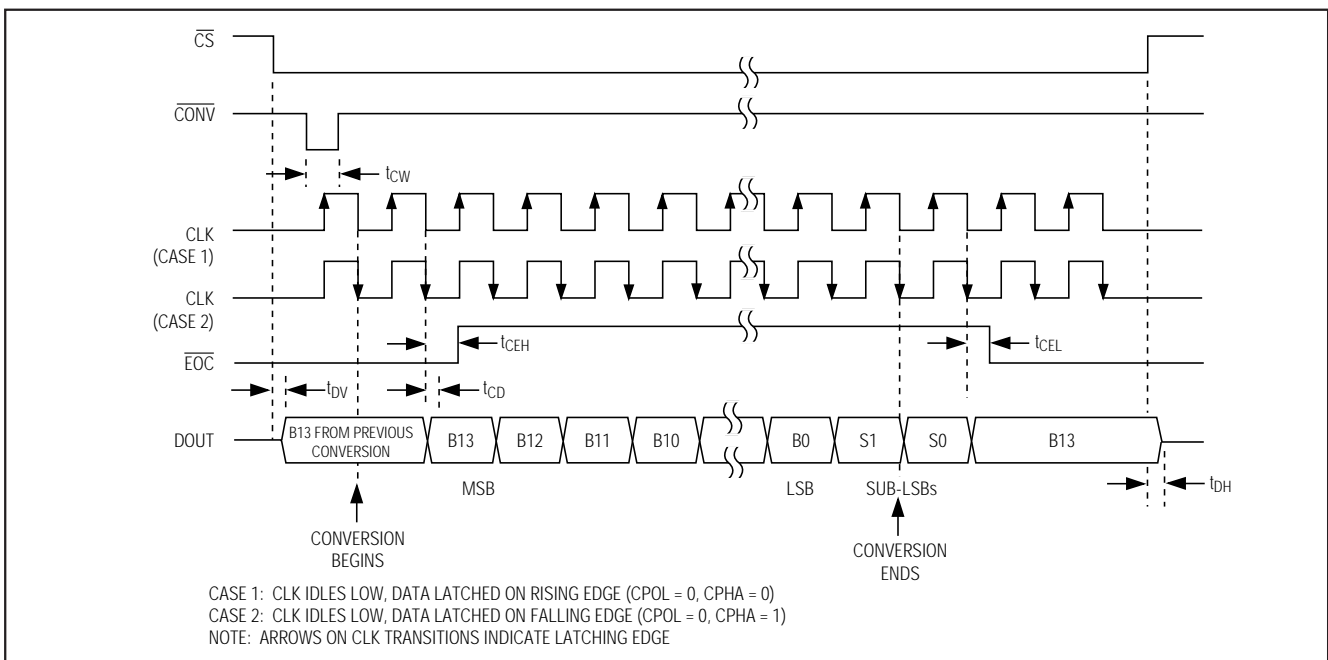 C̅S̅
C̅O̅N̅V̅
tCW
CLK
(CASE 1)
CLK
(CASE 2)
tCEH
tCEL
E̅O̅C̅
tDV
tCD
DOUT
B13 FROM PREVIOUS
CONVERSION
B13
B12
B11
B10
B0
S1
S0
B13
MSB
LSB
SUB-LSBs
tDH
CONVERSION
BEGINS
CONVERSION
ENDS
CASE 1: CLK IDLES LOW, DATA LATCHED ON RISING EDGE (CPOL = 0, CPHA = 0)
CASE 2: CLK IDLES LOW, DATA LATCHED ON FALLING EDGE (CPOL = 0, CPHA = 1)
NOTE: ARROWS ON CLK TRANSITIONS INDICATE LATCHING EDGE